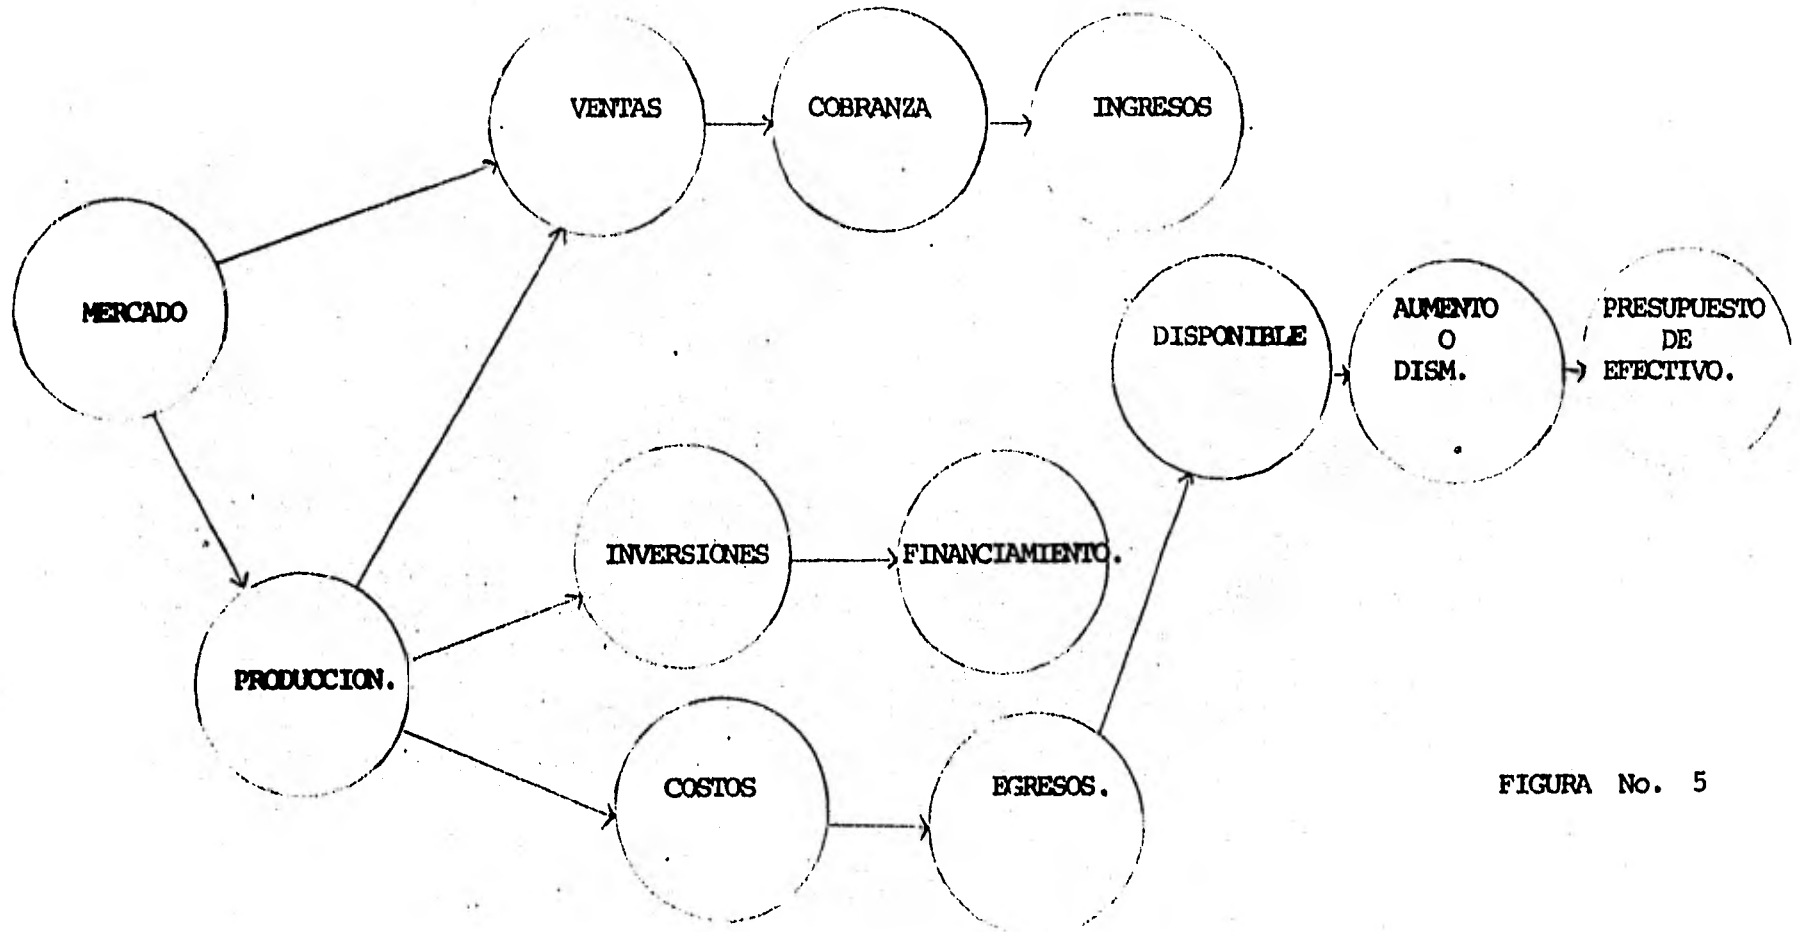 VENTAS
COBRANZA
INGRESOS
MERCADO
DISPONIBLE
AUMENTO
O
DISM.
PRESUPUESTO
DE
EFECTIVO.
INVERSIONES
FINANCIAMIENTO.
PRODUCCION.
COSTOS
EGRESOS.
FIGURA No. 5